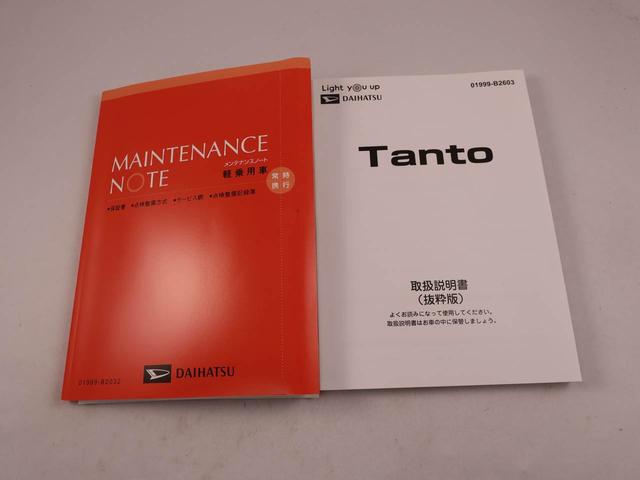 MAINTENANCE
NOTE
メンテナンスノート
軽乗用車
常時
携行
●保証書 ●点検整備方式 ●サービス網 ●点検整備記録簿
DAIHATSU
01999-B2032
Light you up
DAIHATSU
01999-B2603
Tanto
取扱説明書
（抜粋版）
よくお読みになって使用してください。
取扱説明書はお車の中に保管しましょう。